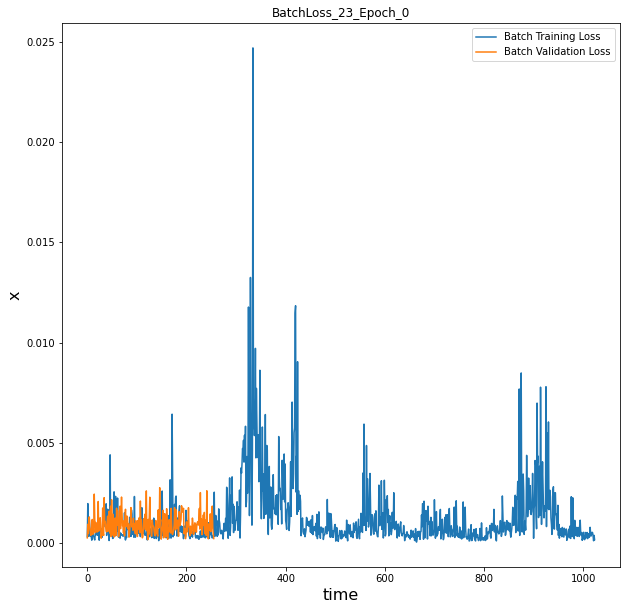 BatchLoss_23_Epoch_0
Batch Training Loss
Batch Validation Loss
0.025
0.020
0.015
0.010
0.005
0.000
x
0 200 400 600 800 1000
time